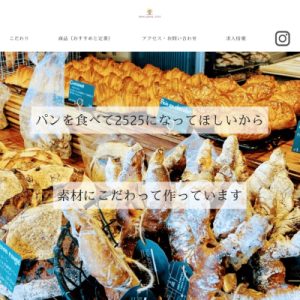 こだわり
商品（おすすめと定番）
アクセス・お問い合わせ
求人情報
パンを食べて2525になってほしいから
素材にこだわって作っています